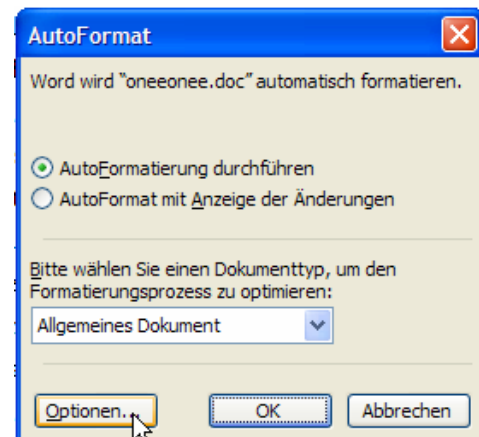 AutoFormat
Word wird "oneeonee.doc" automatisch formatieren.
AutoFormatierung durchführen
AutoFormat mit Anzeige der Änderungen
Bitte wählen Sie einen Dokumenttyp, um den
Formatierungsprozess zu optimieren:
Allgemeines Dokument
Optionen... OK Abbrechen